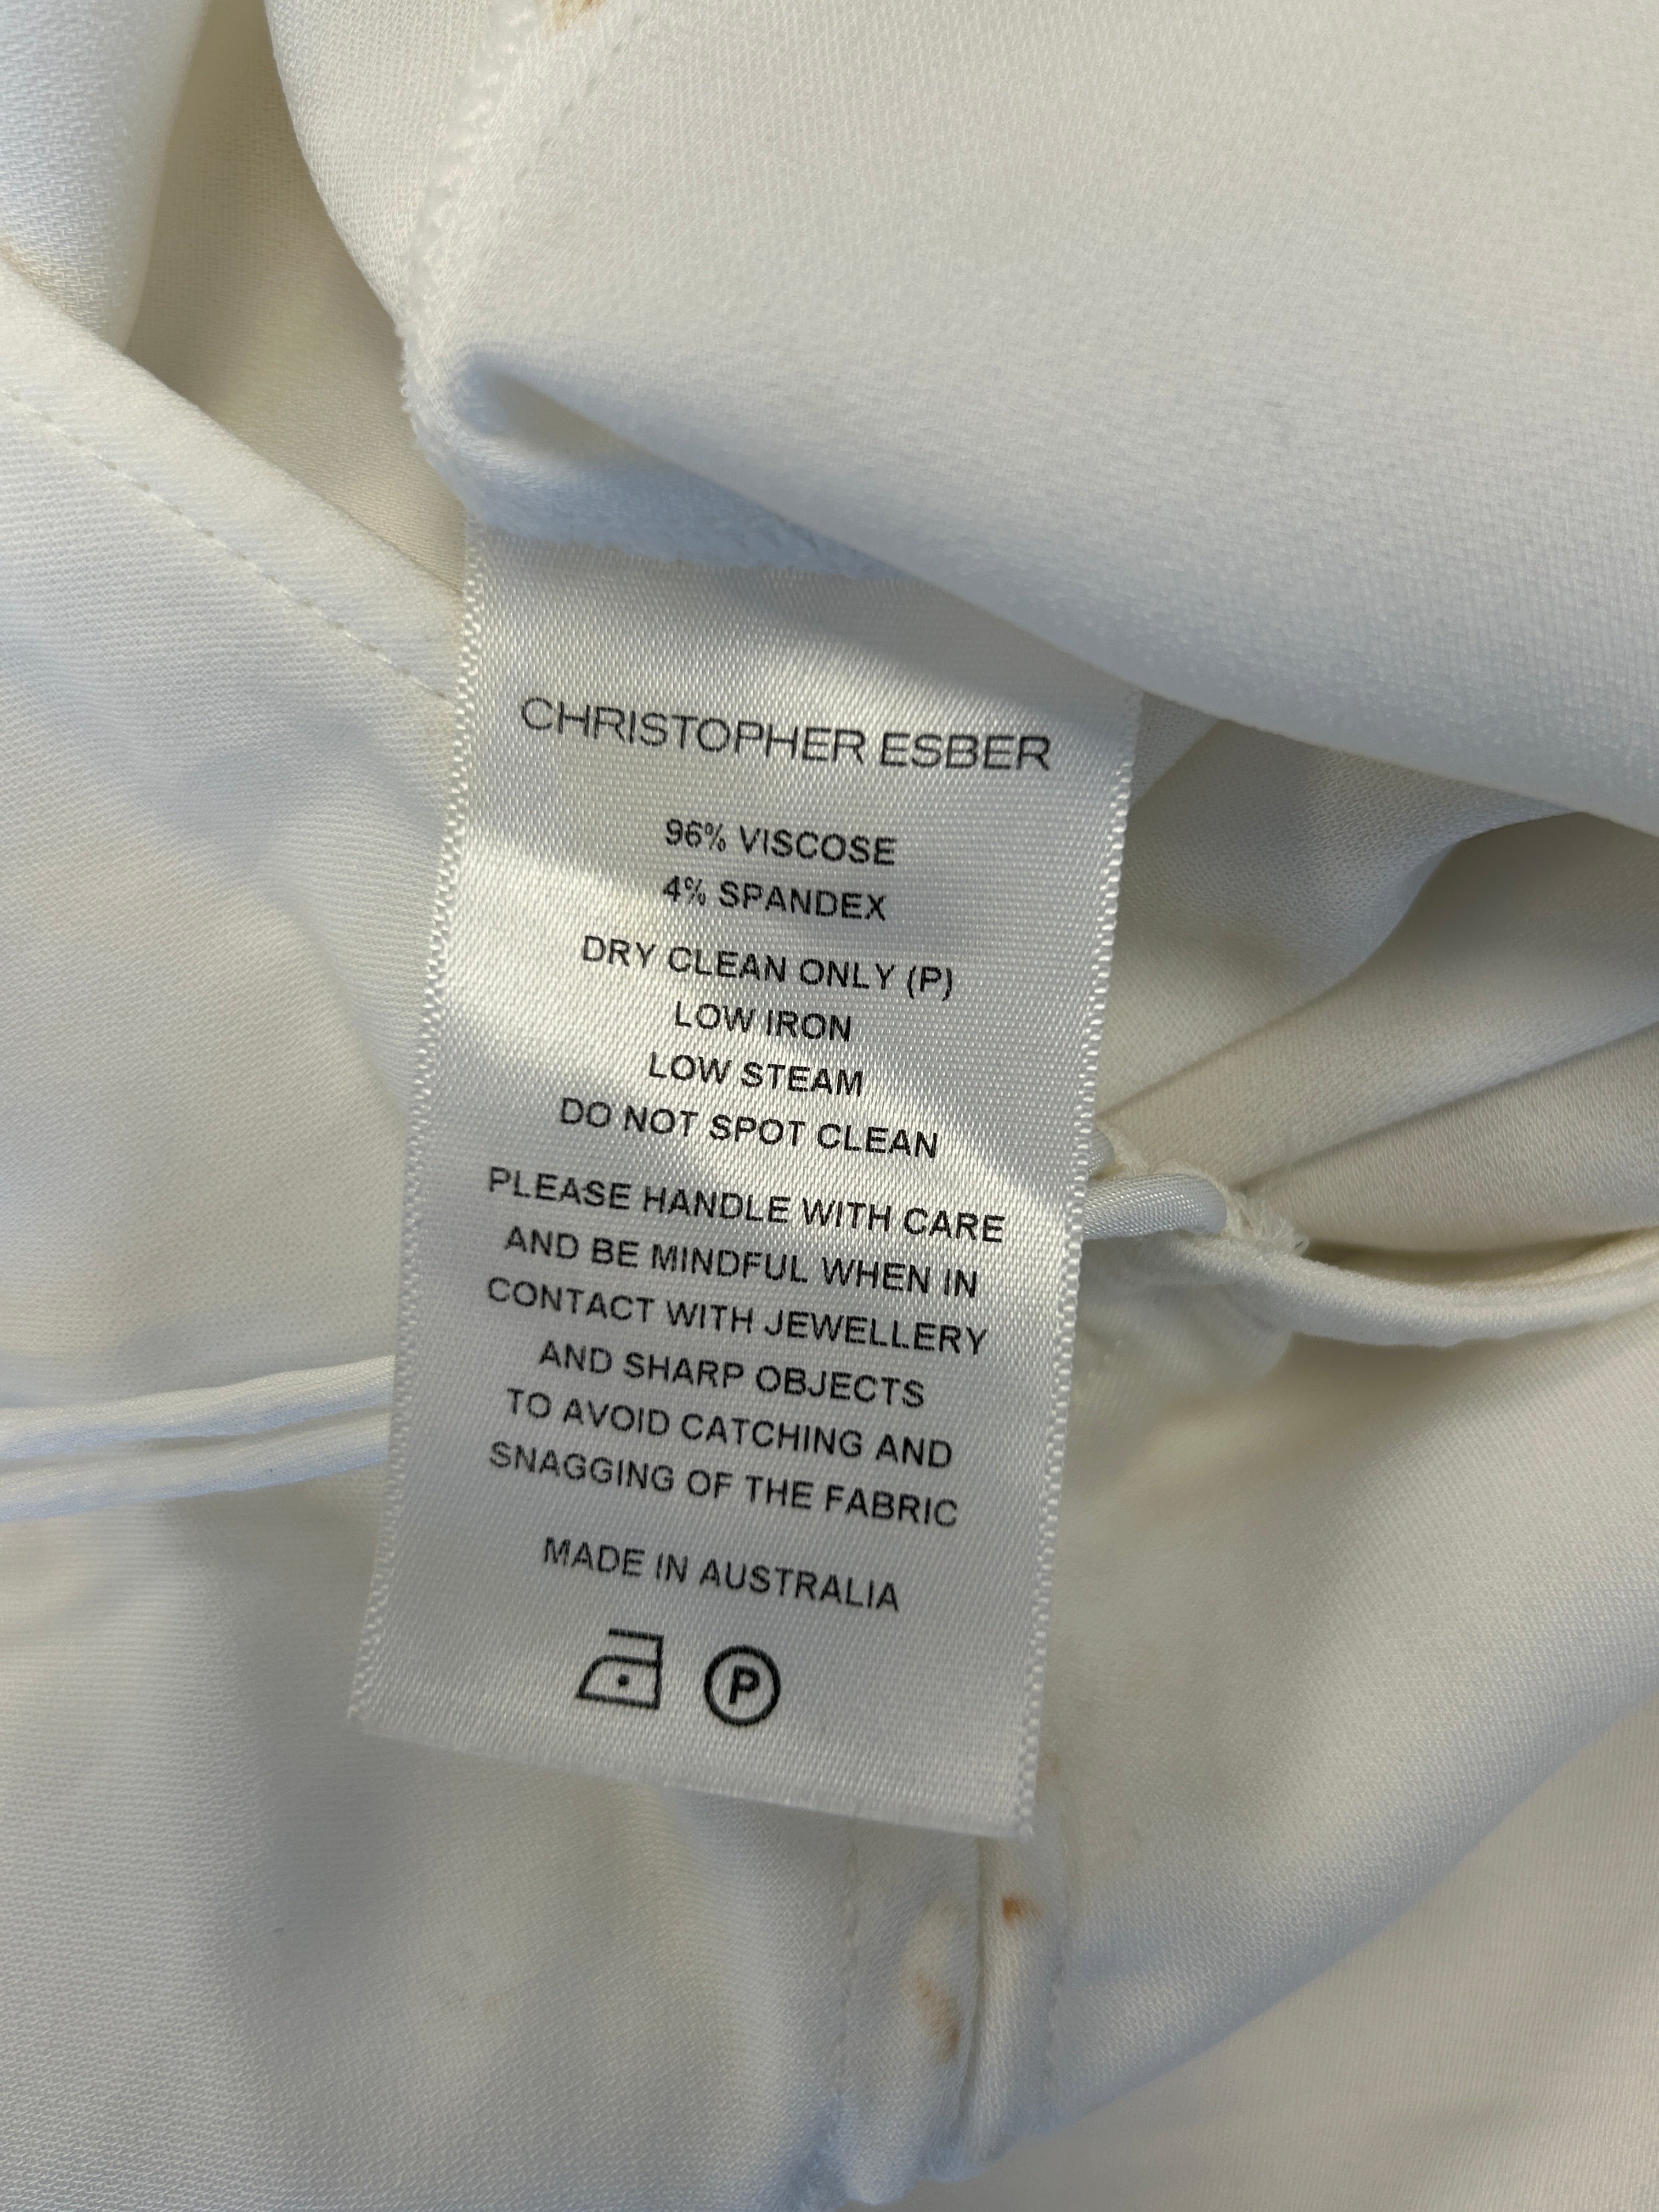 CHRISTOPHER ESBER
96% VISCOSE
4% SPANDEX
DRY CLEAN ONLY (P)
LOW IRON
LOW STEAM
DO NOT SPOT CLEAN
PLEASE HANDLE WITH CARE
AND BE MINDFUL WHEN IN
CONTACT WITH JEWELLERY
AND SHARP OBJECTS
TO AVOID CATCHING AND
SNAGGING OF THE FABRIC
MADE IN AUSTRALIA
P